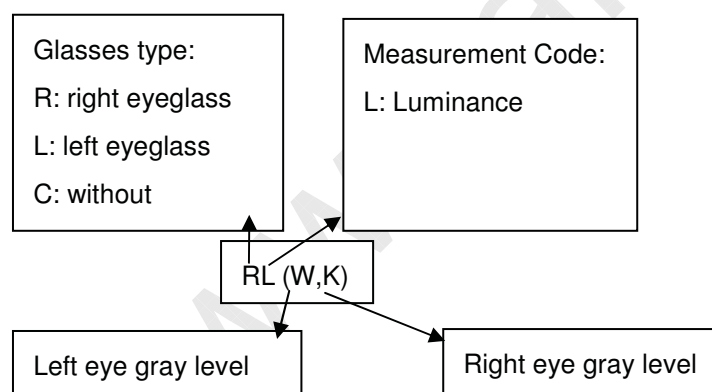 Glasses type:
R: right eyeglass
L: left eyeglass
C: without
Measurement Code:
L: Luminance
RL (W,K)
Left eye gray level
Right eye gray level